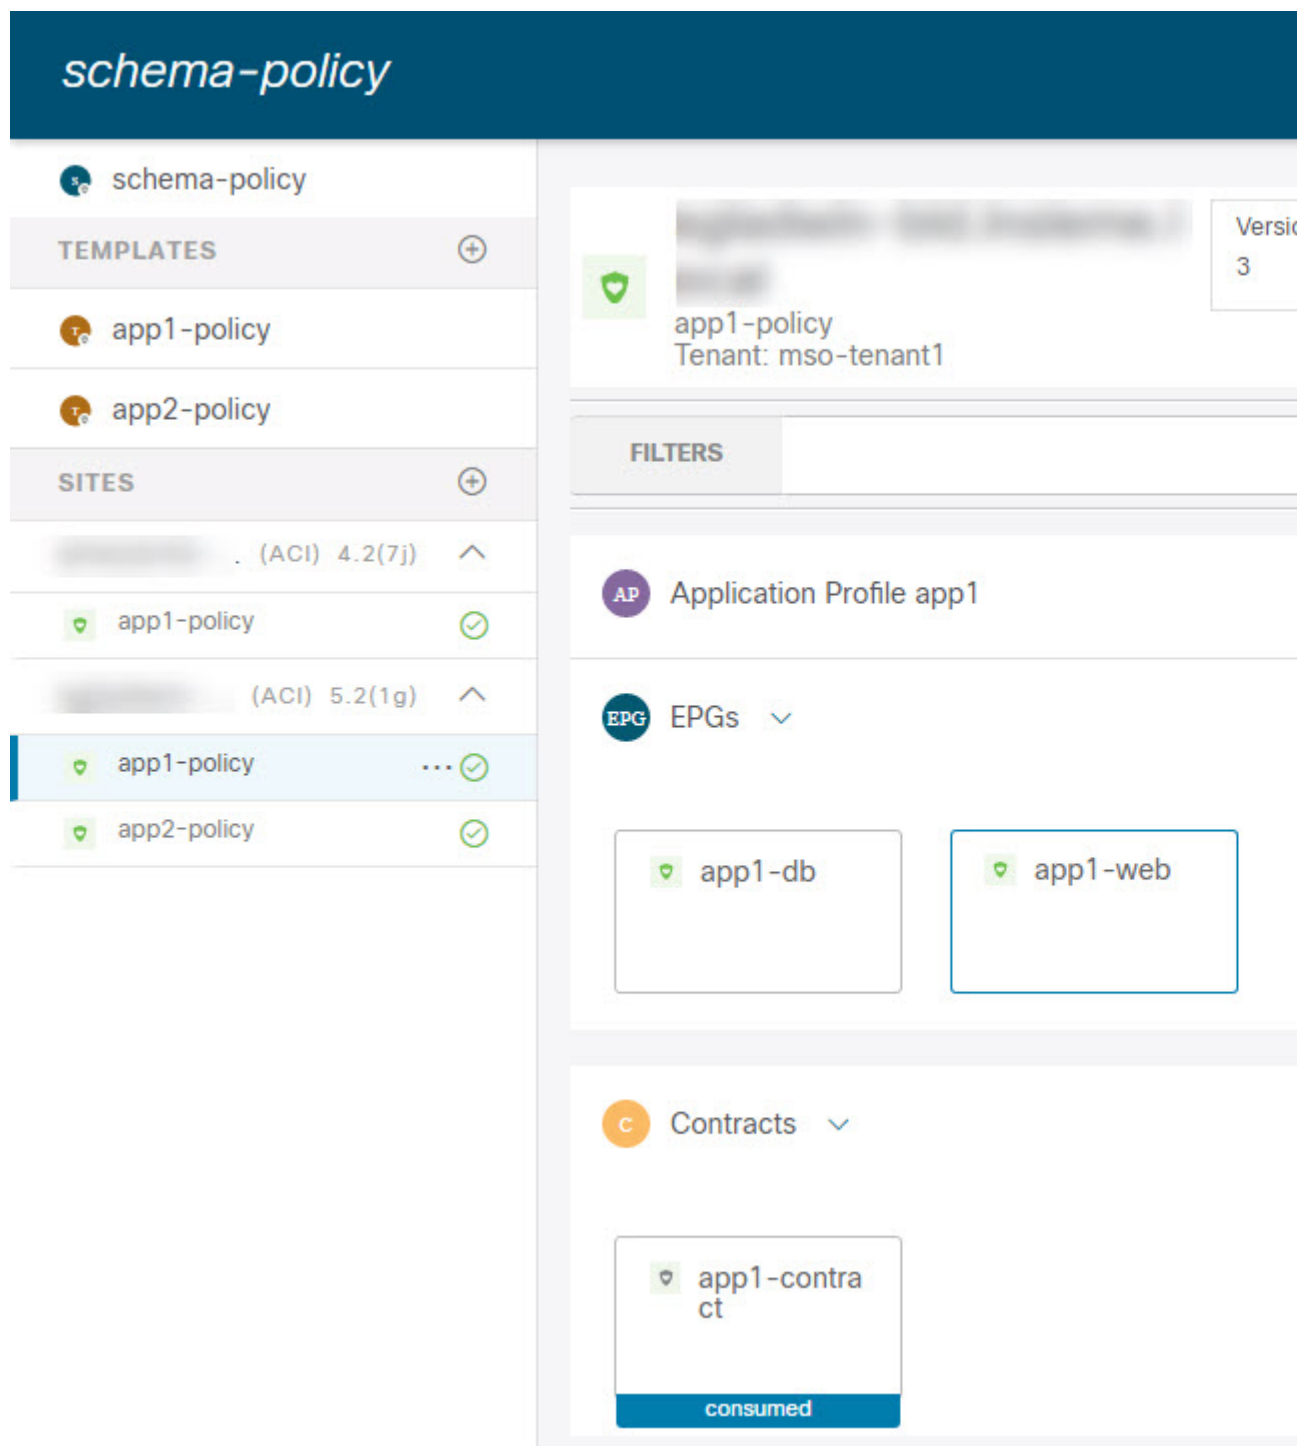 schema-policy
schema-policy
TEMPLATES
app1-policy
app2-policy
SITES
. (ACI) 4.2(7j)
app1-policy
(ACI) 5.2(1g)
app1-policy ...
app2-policy
Versio
3
app1-policy
Tenant: mso-tenant1
FILTERS
AP Application Profile app1
EPG EPGs
app1-db
app1-web
C Contracts
app1-contra
ct
consumed